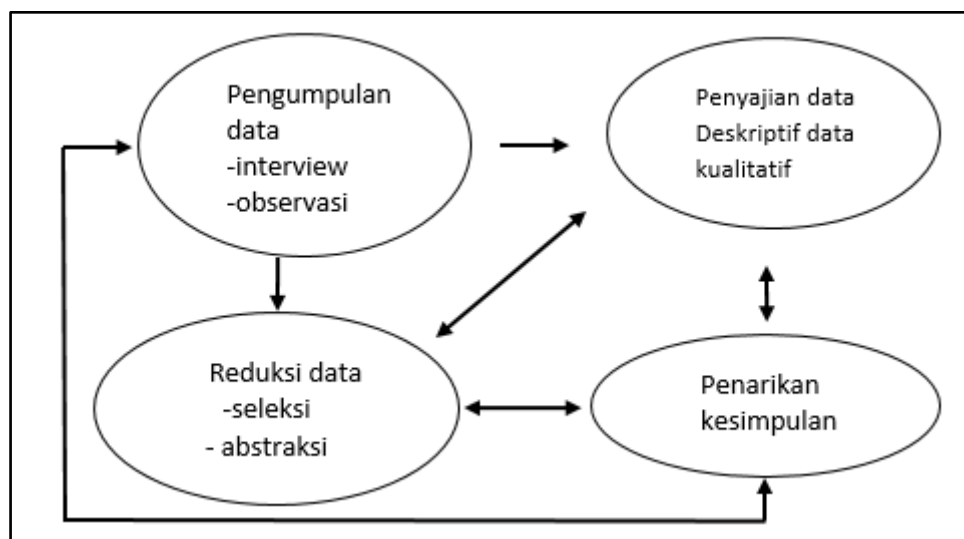 Pengumpulan
data
-interview
-observasi
Penyajian data
Deskriptif data
kualitatif
Reduksi data
-seleksi
- abstraksi
Penarikan
kesimpulan